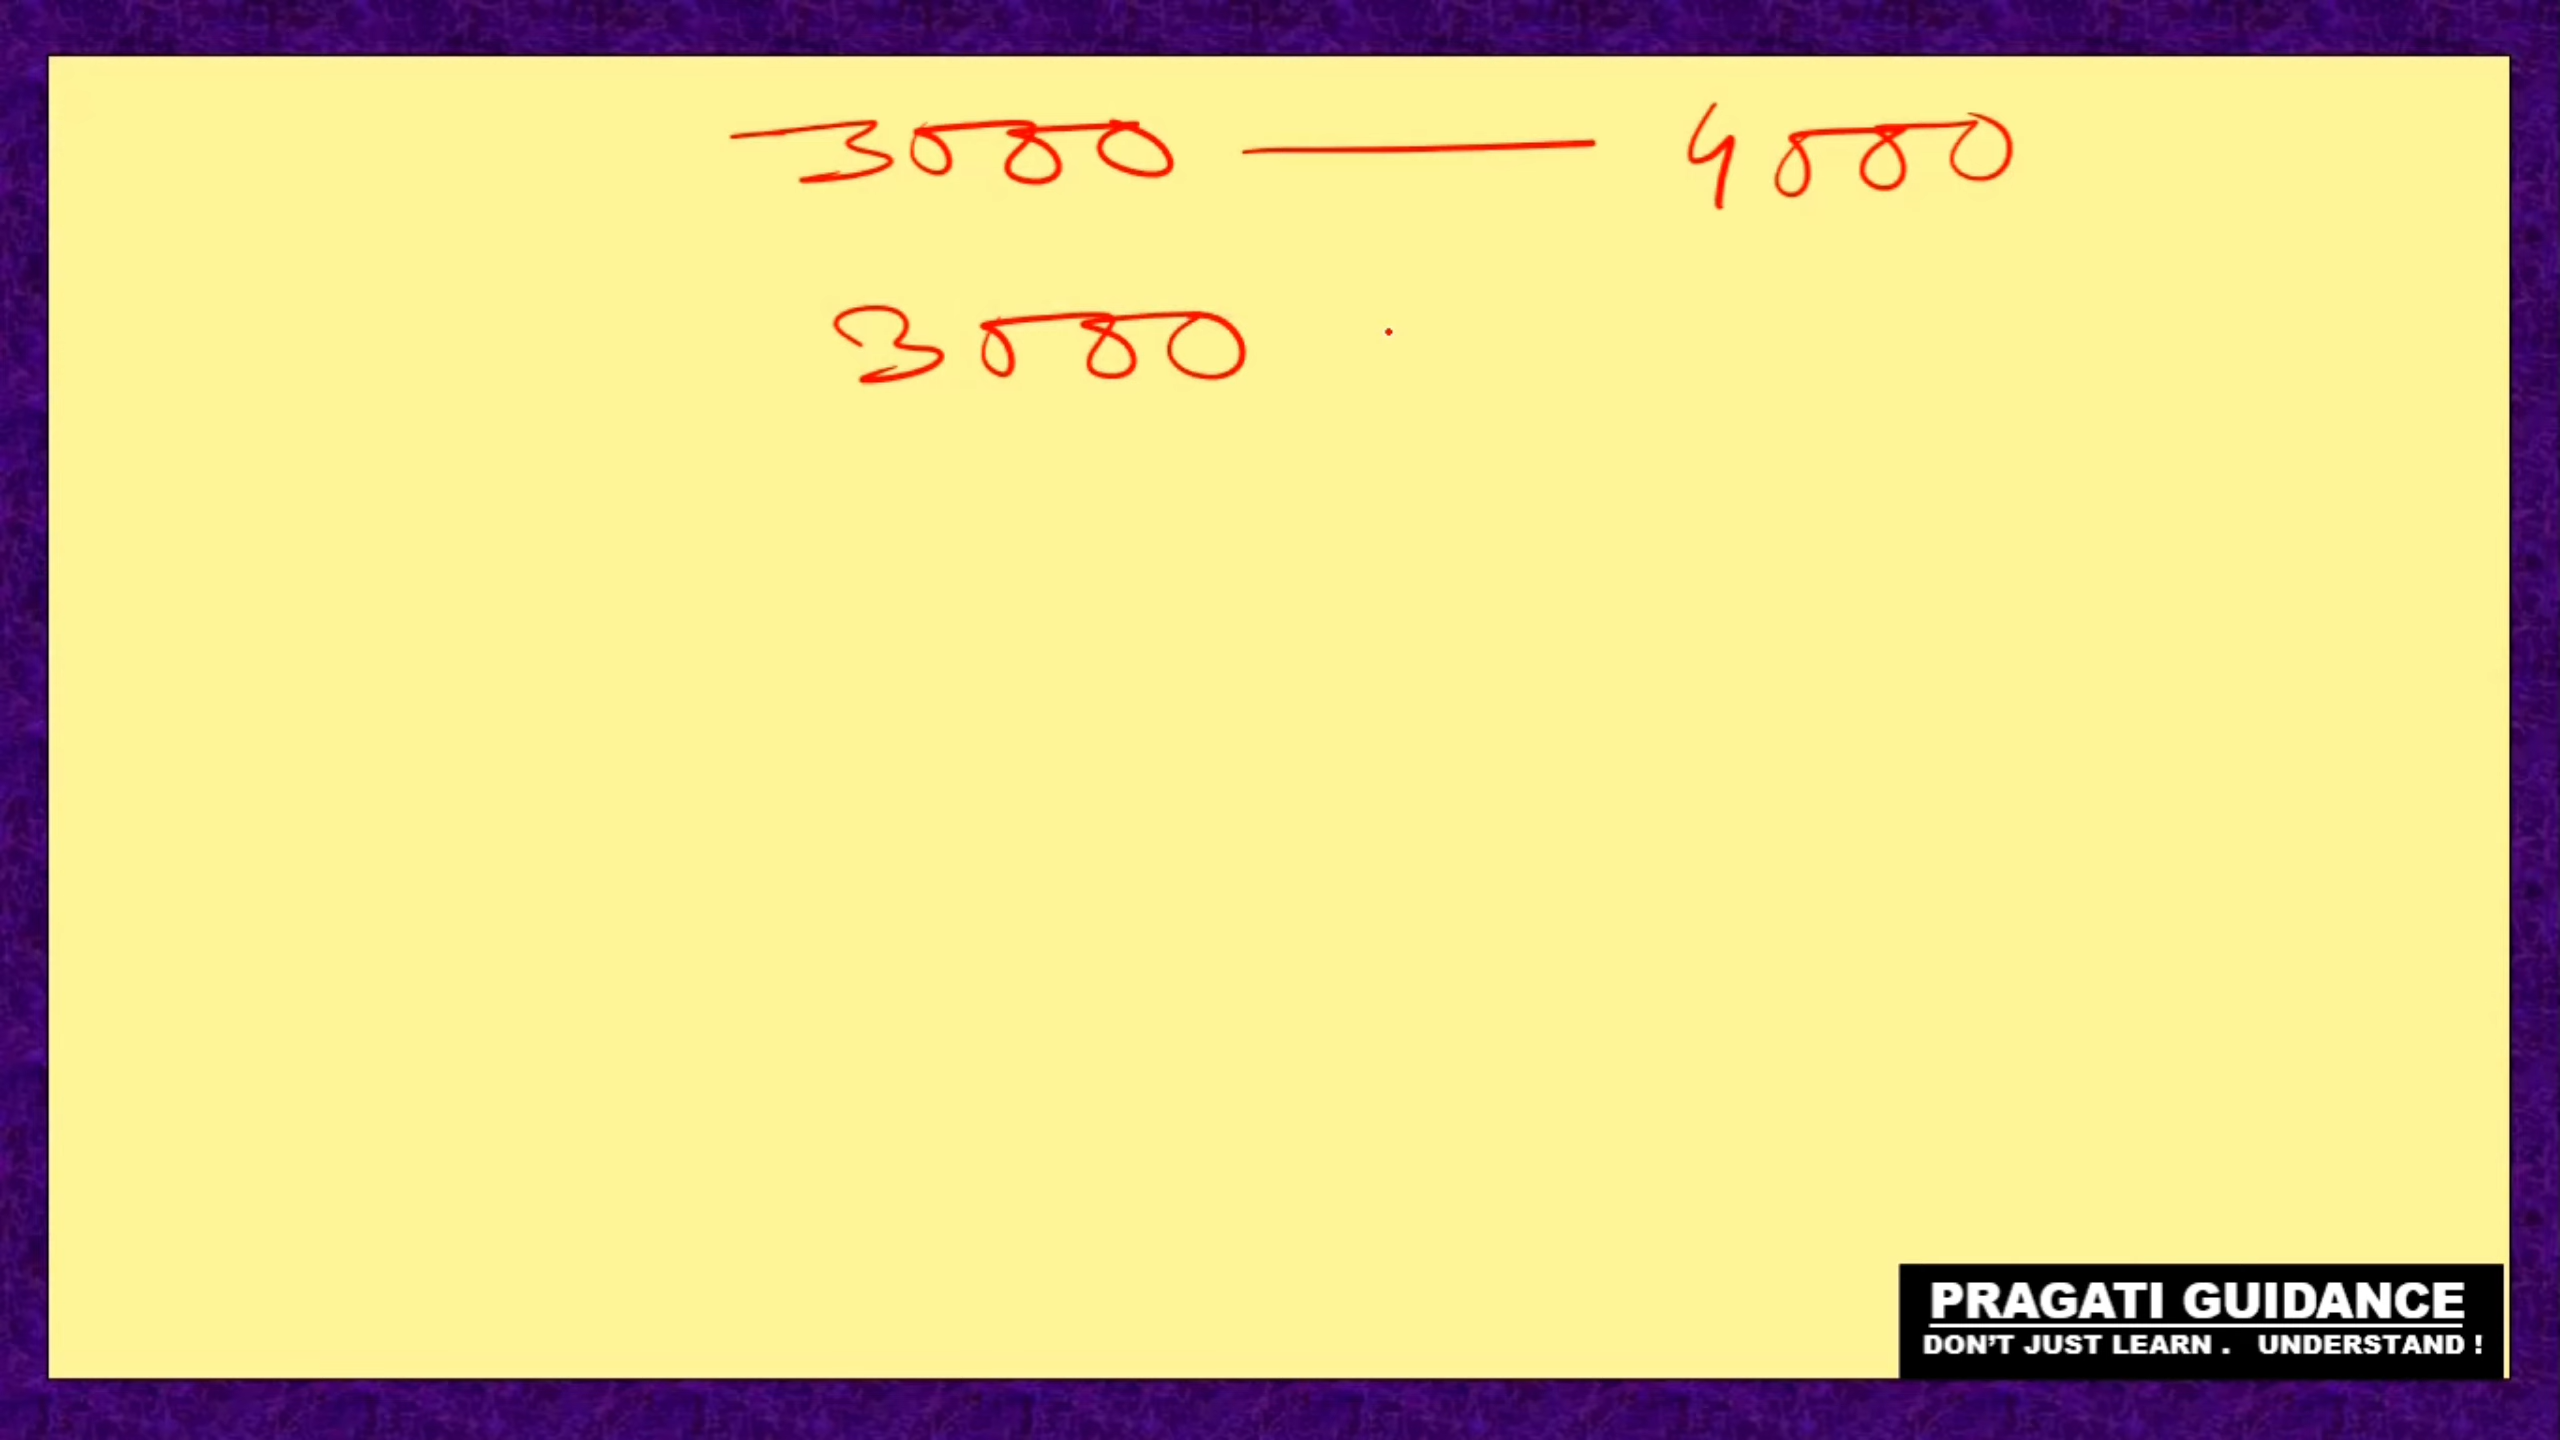 3000 — 4000
3000
PRAGATI GUIDANCE
DON'T JUST LEARN . UNDERSTAND !